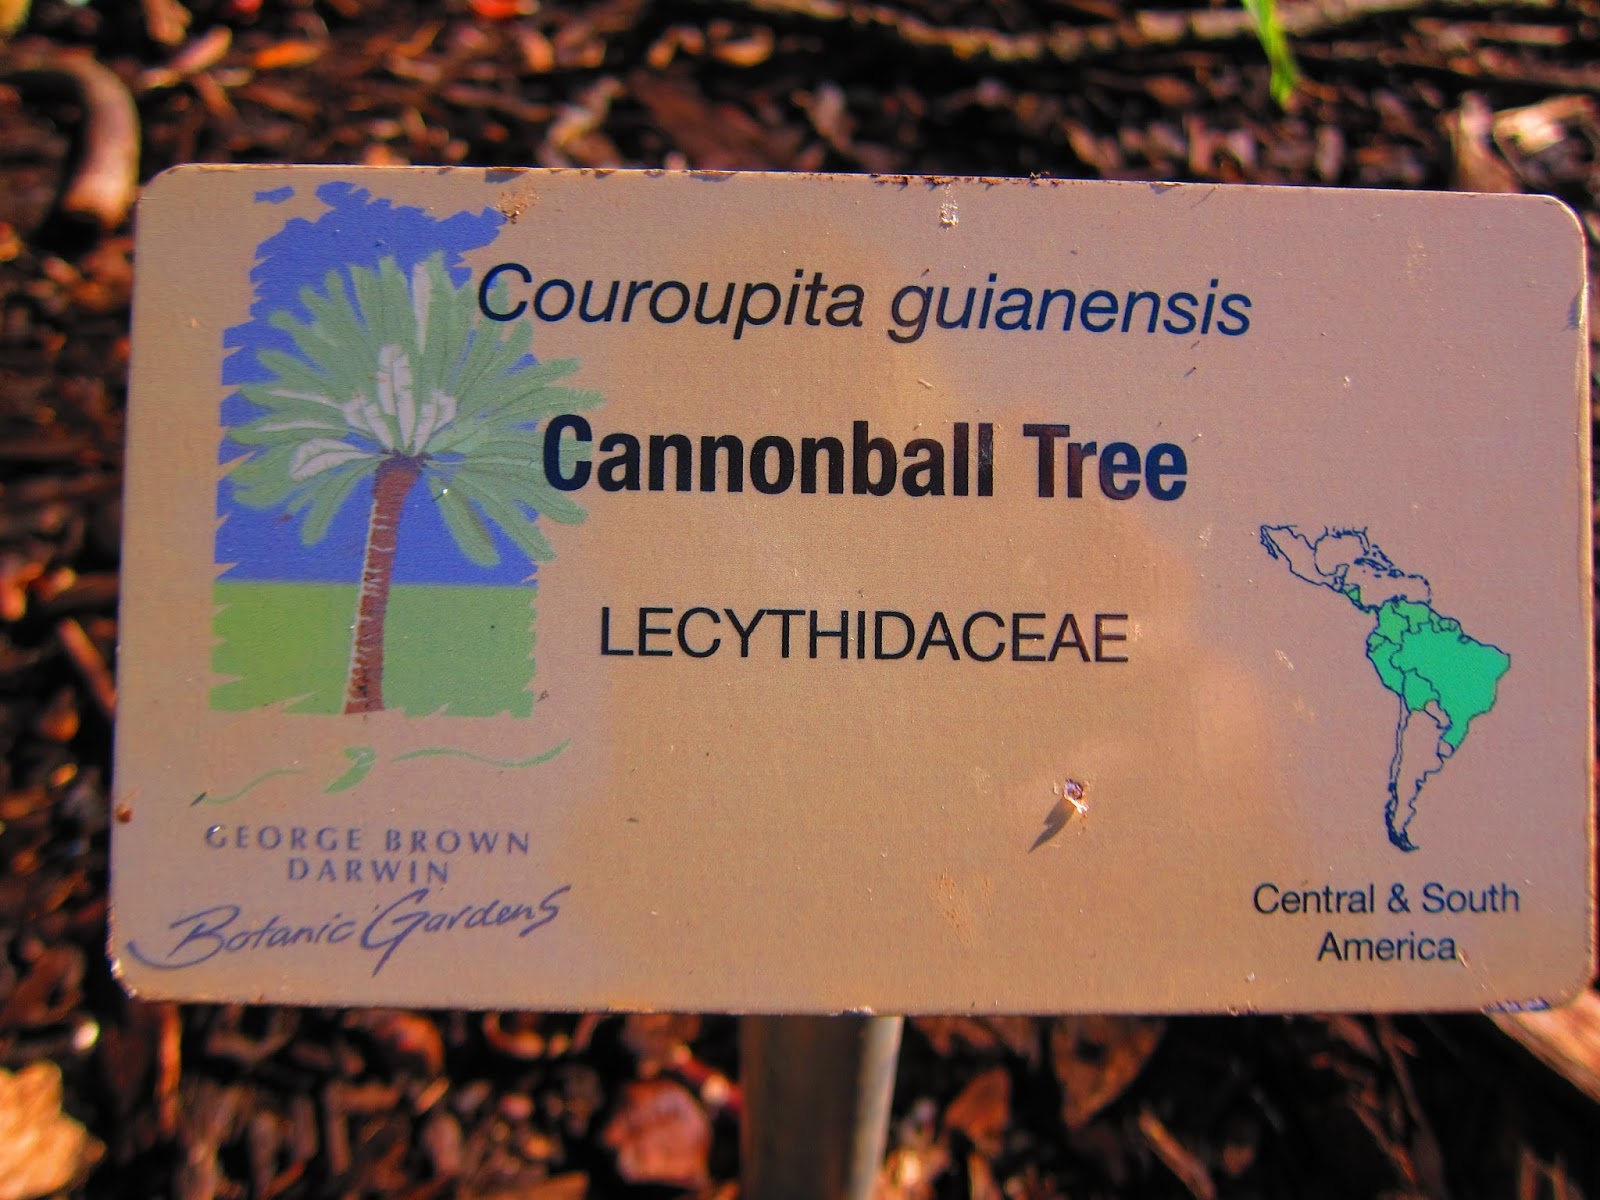 Couroupita guianensis
Cannonball Tree
LECYTHIDACEAE
GEORGE BROWN
DARWIN
Botanic Gardens
Central & South
America